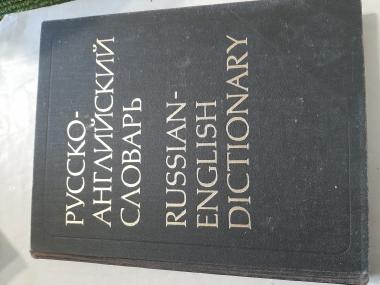 РУССКО-
АНГЛИЙСКИЙ
СЛОВАРЬ
RUSSIAN-
ENGLISH
DICTIONARY